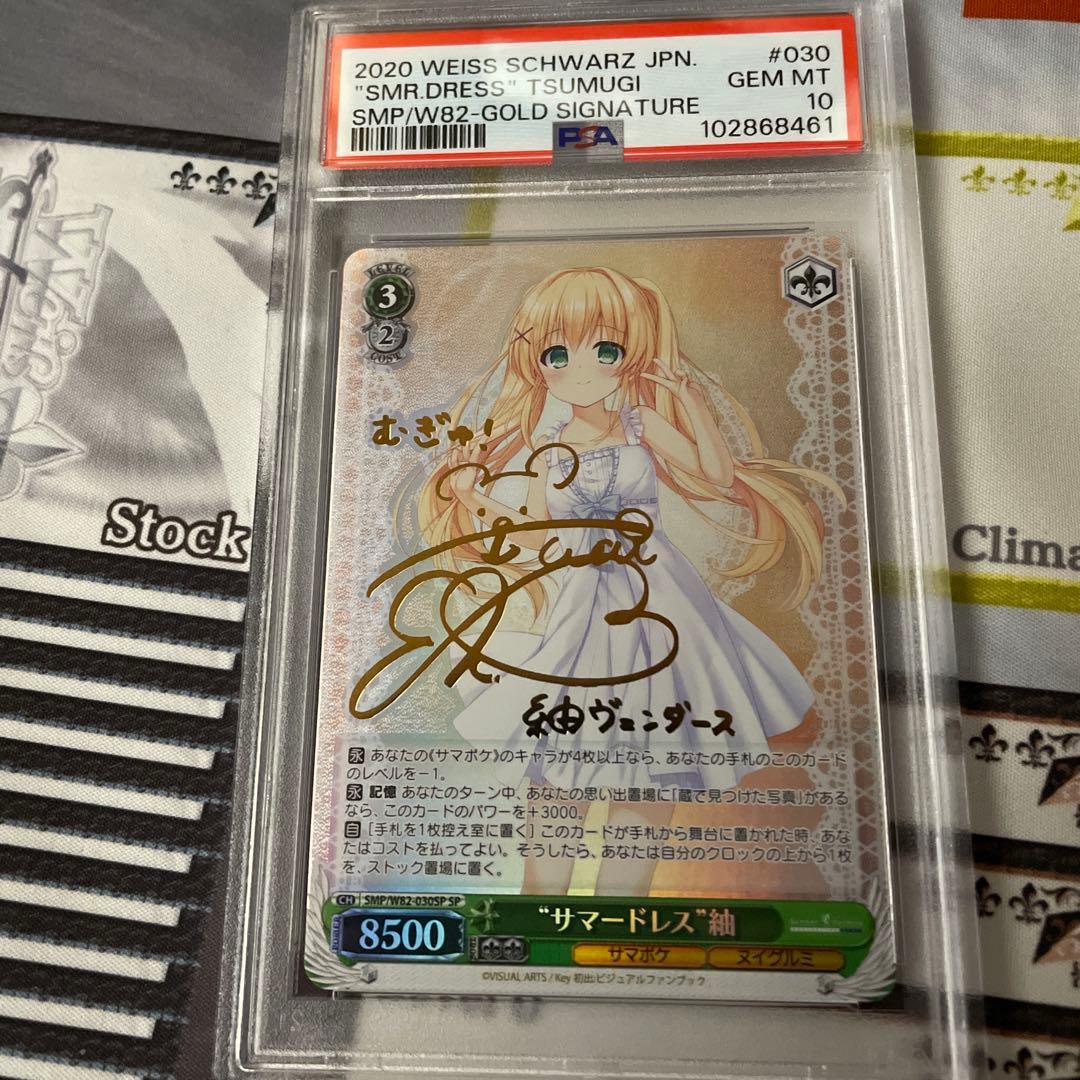 2020 WEISS SCHWARZ JPN. #030
"SMR.DRESS" TSUMUGI GEM MT
SMP/W82-GOLD SIGNATURE 10
PSA 102868461
LEVEL
3
2
COST
むぎゅ!
紬ヴェンダース
Stock
Clima
永 あなたの《サマポケ》のキャラが4枚以上なら、あなたの手札のこのカード
のレベルを-1。
永 記憶 あなたのターン中、あなたの思い出置場に「蔵で見つけた写真」がある
なら、このカードのパワーを+3000。
自 [手札を1枚控え室に置く] このカードが手札から舞台に置かれた時、あな
たはコストを払ってよい。そうしたら、あなたは自分のクロックの上から1枚
を、ストック置場に置く。
CH SMP/W82-030SP SP
"サマードレス"紬
POWER 8500 SOUL
サマポケ ヌイグルミ
©VISUAL ARTS / Key 初出:ビジュアルファンブック